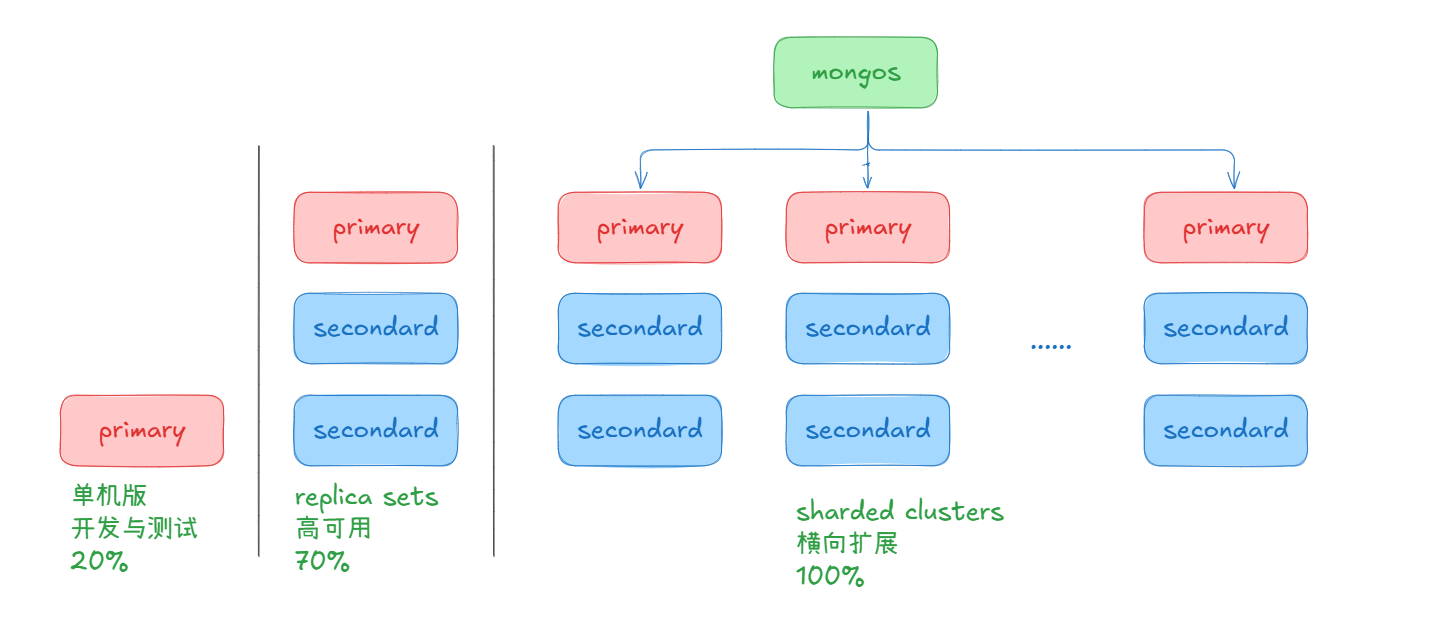 mongos
primary
primary
primary
primary
secondard
secondard
secondard
secondard
......
primary
secondard
secondard
secondard
secondard
单机版
开发与测试
20%
replica sets
高可用
70%
sharded clusters
横向扩展
100%